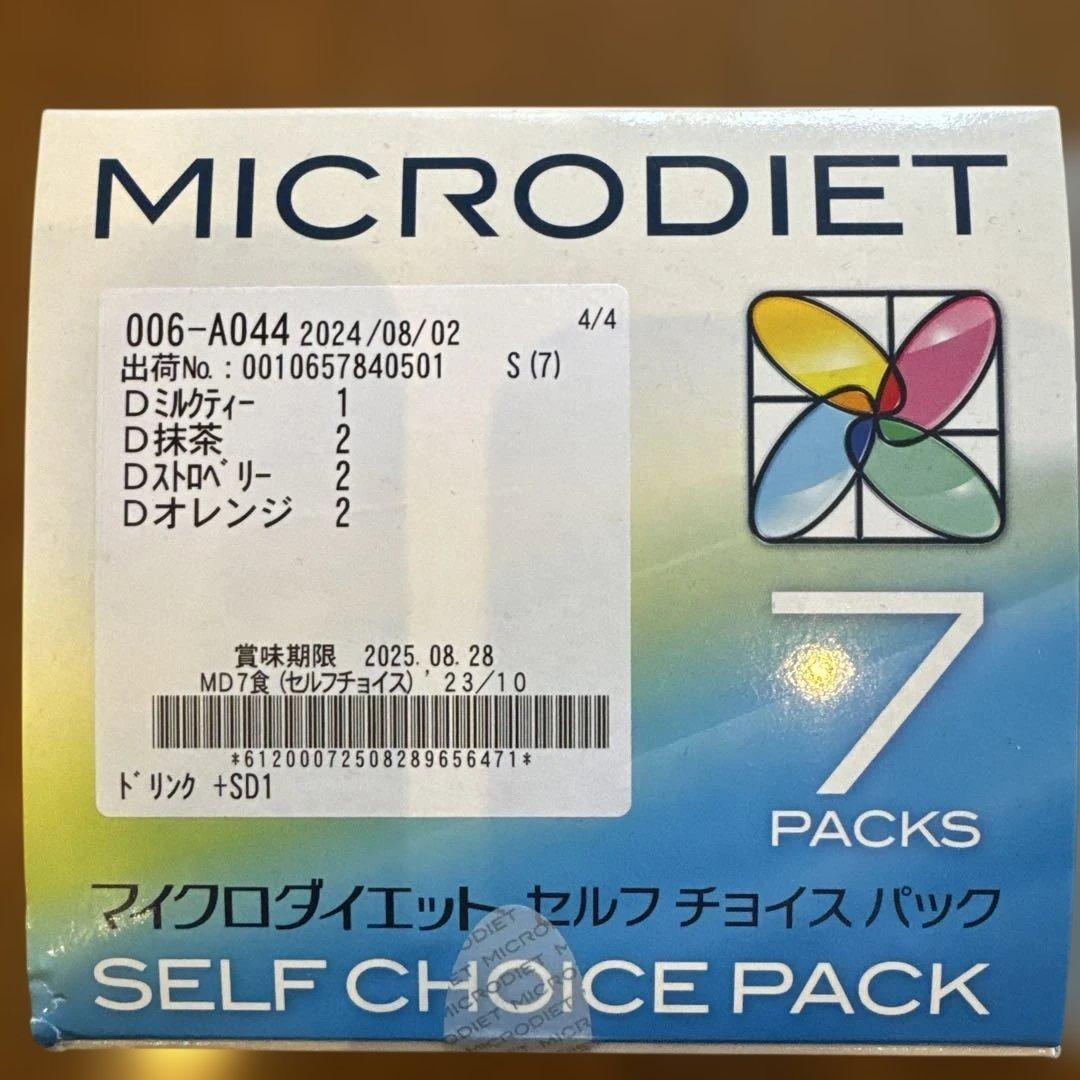 MICRODIET
006-A044 2024/08/02 4/4
出荷No.:0010657840501 S(7)
Dミルクティー 1
D抹茶 2
Dストロベリー 2
Dオレンジ 2
賞味期限 2025.08.28
MD7食(セルフチョイス)'23/10
*612000725082896564 71*
ドリンク +SD1
7
PACKS
マイクロダイエット セルフ チョイス パック
SELF CHOICE PACK
MICRODIET